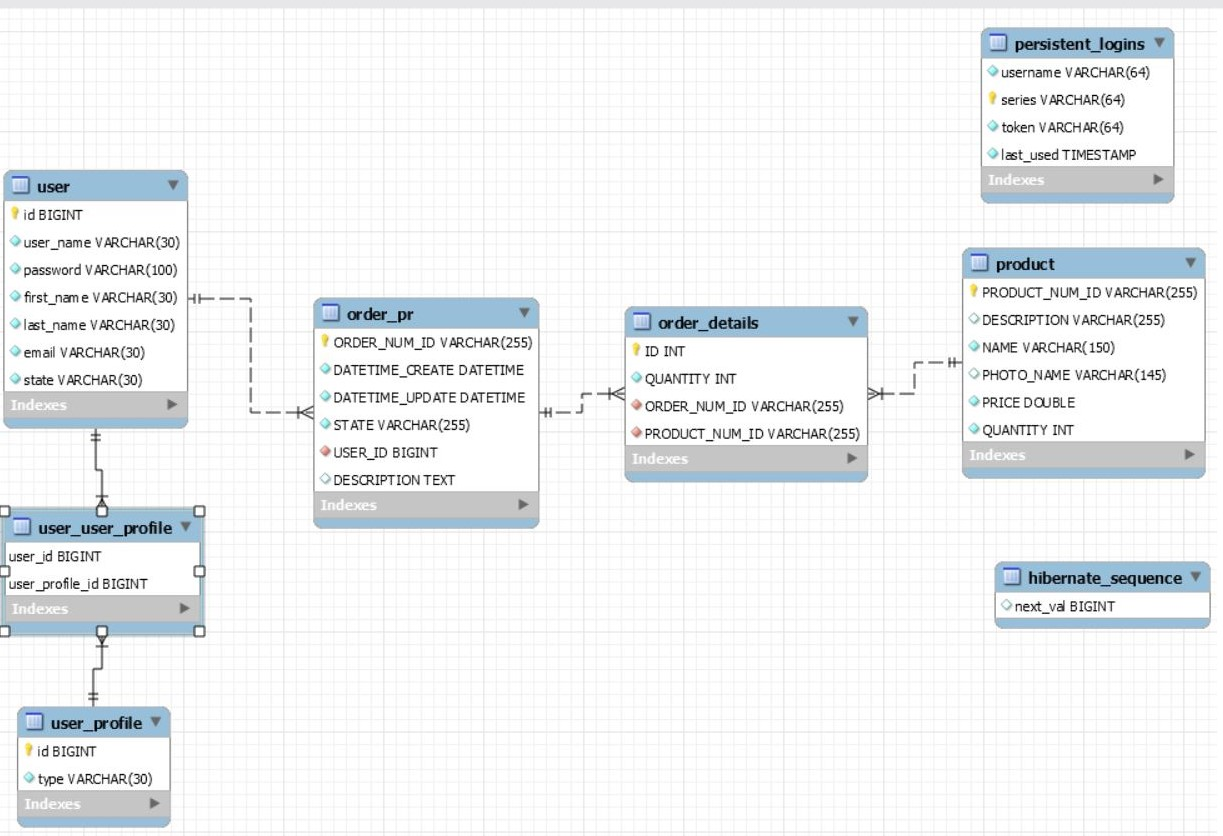 persistent_logins
username VARCHAR(64)
series VARCHAR(64)
token VARCHAR(64)
last_used TIMESTAMP
Indexes
user
id BIGINT
user_name VARCHAR(30)
password VARCHAR(100)
first_name VARCHAR(30)
last_name VARCHAR(30)
email VARCHAR(30)
state VARCHAR(30)
Indexes
order_pr
ORDER_NUM_ID VARCHAR(255)
DATETIME_CREATE DATETIME
DATETIME_UPDATE DATETIME
STATE VARCHAR(255)
USER_ID BIGINT
DESCRIPTION TEXT
Indexes
order_details
ID INT
QUANTITY INT
ORDER_NUM_ID VARCHAR(255)
PRODUCT_NUM_ID VARCHAR(255)
Indexes
product
PRODUCT_NUM_ID VARCHAR(255)
DESCRIPTION VARCHAR(255)
NAME VARCHAR(150)
PHOTO_NAME VARCHAR(145)
PRICE DOUBLE
QUANTITY INT
Indexes
user_user_profile
user_id BIGINT
user_profile_id BIGINT
Indexes
hibernate_sequence
next_val BIGINT
user_profile
id BIGINT
type VARCHAR(30)
Indexes